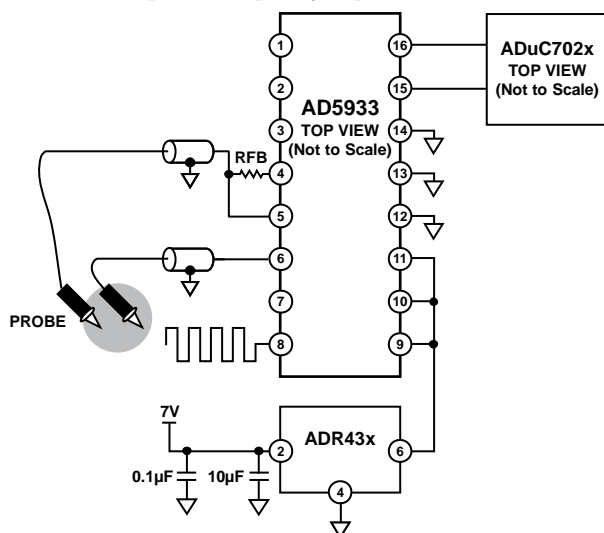 1
2
3
4
5
6
7
8
16
15
14
13
12
11
10
9
AD5933
TOP VIEW
(Not to Scale)
ADuC702x
TOP VIEW
(Not to Scale)
RFB
PROBE
7V
0.1µF
10µF
2
ADR43x
6
4